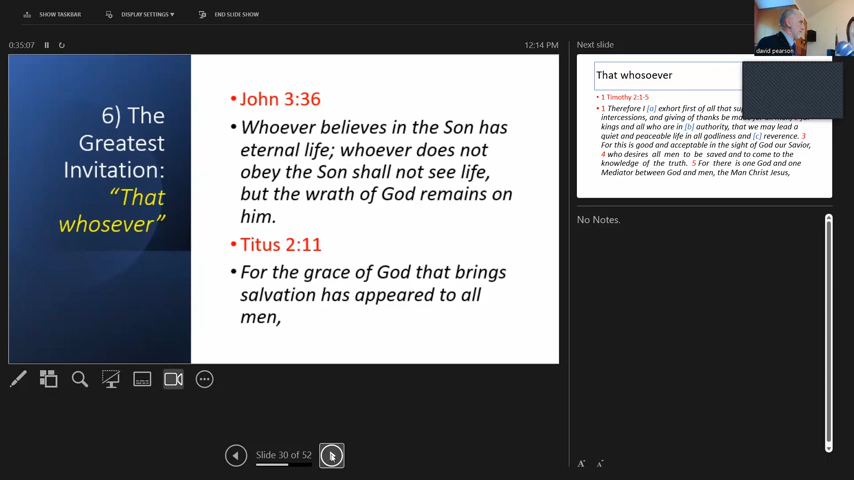 SHOW TASKBAR
DISPLAY SETTINGS ▼
END SLIDE SHOW
david pearson
0:35:07
12:14 PM
Next slide
6) The
Greatest
Invitation:
“That
whosever”
• John 3:36
• Whoever believes in the Son has
eternal life; whoever does not
obey the Son shall not see life,
but the wrath of God remains on
him.
• Titus 2:11
• For the grace of God that brings
salvation has appeared to all
men,
That whosoever
• 1 Timothy 2:1-5
• 1 Therefore I [a] exhort first of all that
intercessions, and giving of thanks be made
kings and all who are in [b] authority, that we may lead a
quiet and peaceable life in all godliness and [c] reverence. 3
For this is good and acceptable in the sight of God our Savior,
4 who desires all men to be saved and to come to the
knowledge of the truth. 5 For there is one God and one
Mediator between God and men, the Man Christ Jesus,
No Notes.
Slide 30 of 52
A A